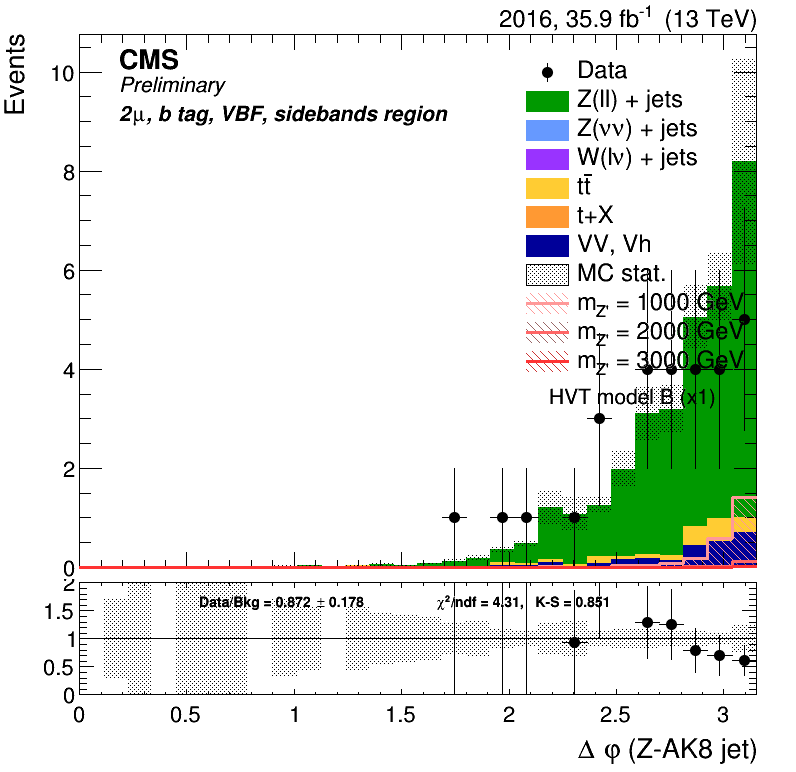 2016, 35.9 fb⁻¹ (13 TeV)
Events
CMS
Preliminary
2μ, b tag, VBF, sidebands region
Data
Z(ll) + jets
Z(νν) + jets
W(lν) + jets
tt̄
t+X
VV, Vh
MC stat.
m_Z' = 1000 GeV
m_Z' = 2000 GeV
m_Z' = 3000 GeV
HVT model B (x1)
10
8
6
4
2
0
2
1.5
1
0.5
0
Data/Bkg = 0.872 ± 0.178
χ²/ndf = 4.31, K-S = 0.851
0 0.5 1 1.5 2 2.5 3
Δ φ (Z-AK8 jet)